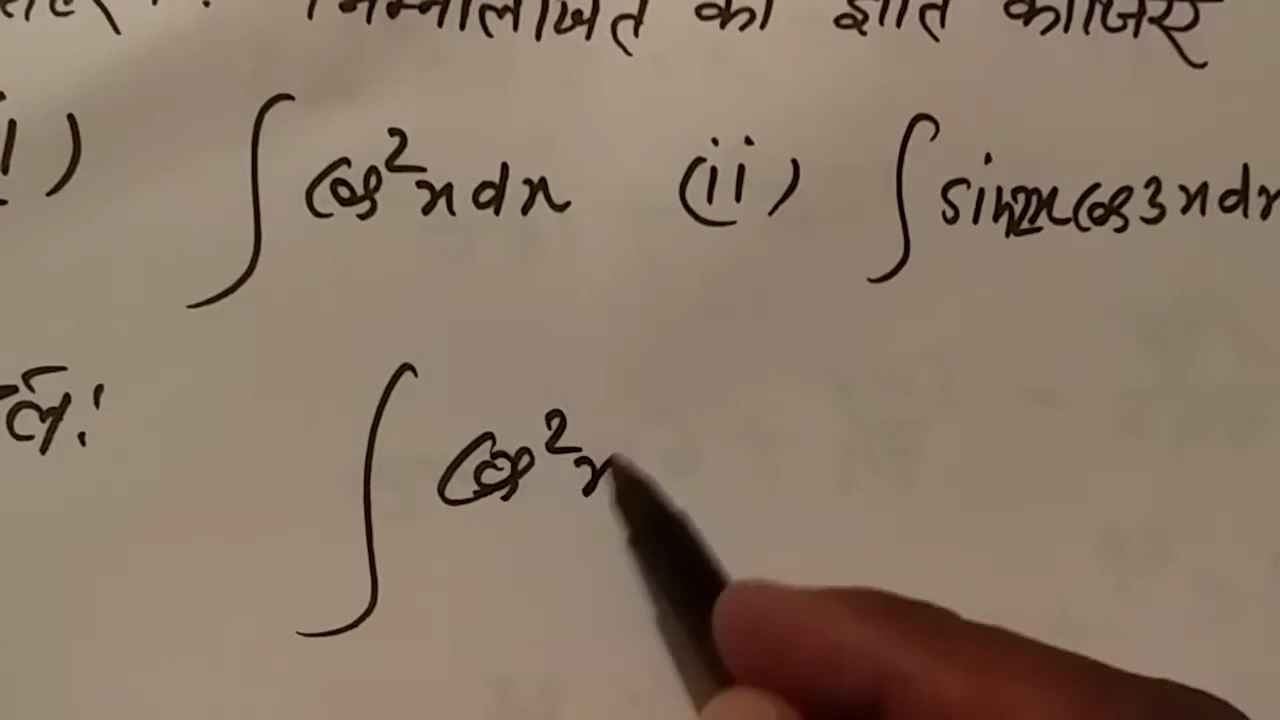 निम्नलिखित को ज्ञात कीजिए
i) ∫ cos²x dx (ii) ∫ sin2x cos3x dx
∫ cos²x